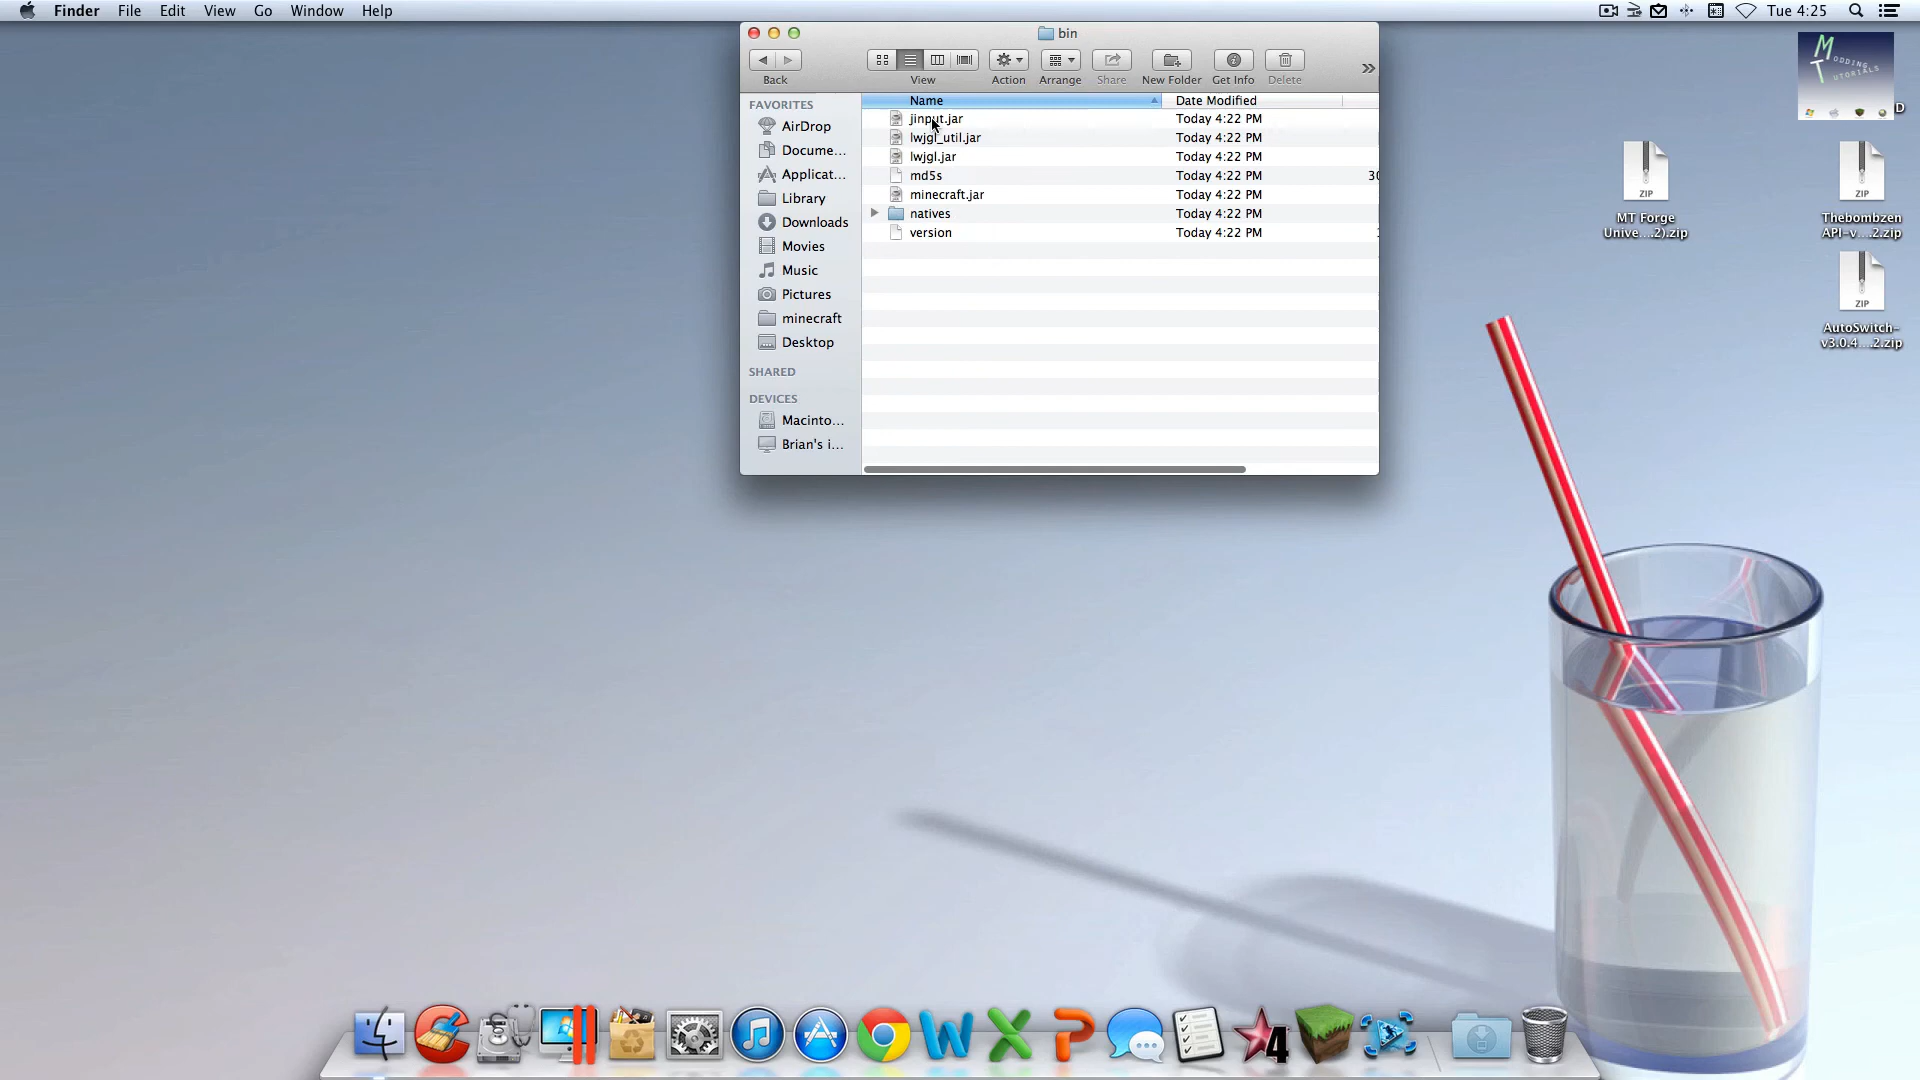 Finder File Edit View Go Window Help
Tue 4:25
bin
Back View Action Arrange Share New Folder Get Info Delete
Name Date Modified
FAVORITES
AirDrop
Docume...
Applicat...
Library
Downloads
Movies
Music
Pictures
minecraft
Desktop
SHARED
DEVICES
Macinto...
Brian's i...
jinput.jar Today 4:22 PM
lwjgl_util.jar Today 4:22 PM
lwjgl.jar Today 4:22 PM
md5s Today 4:22 PM 30
minecraft.jar Today 4:22 PM
natives Today 4:22 PM
version Today 4:22 PM
Modding
Tutorials
D
ZIP
MT Forge
Unive....2).zip
ZIP
Thebombzen
API-v....2.zip
ZIP
AutoSwitch-
v3.0.4....2.zip
4